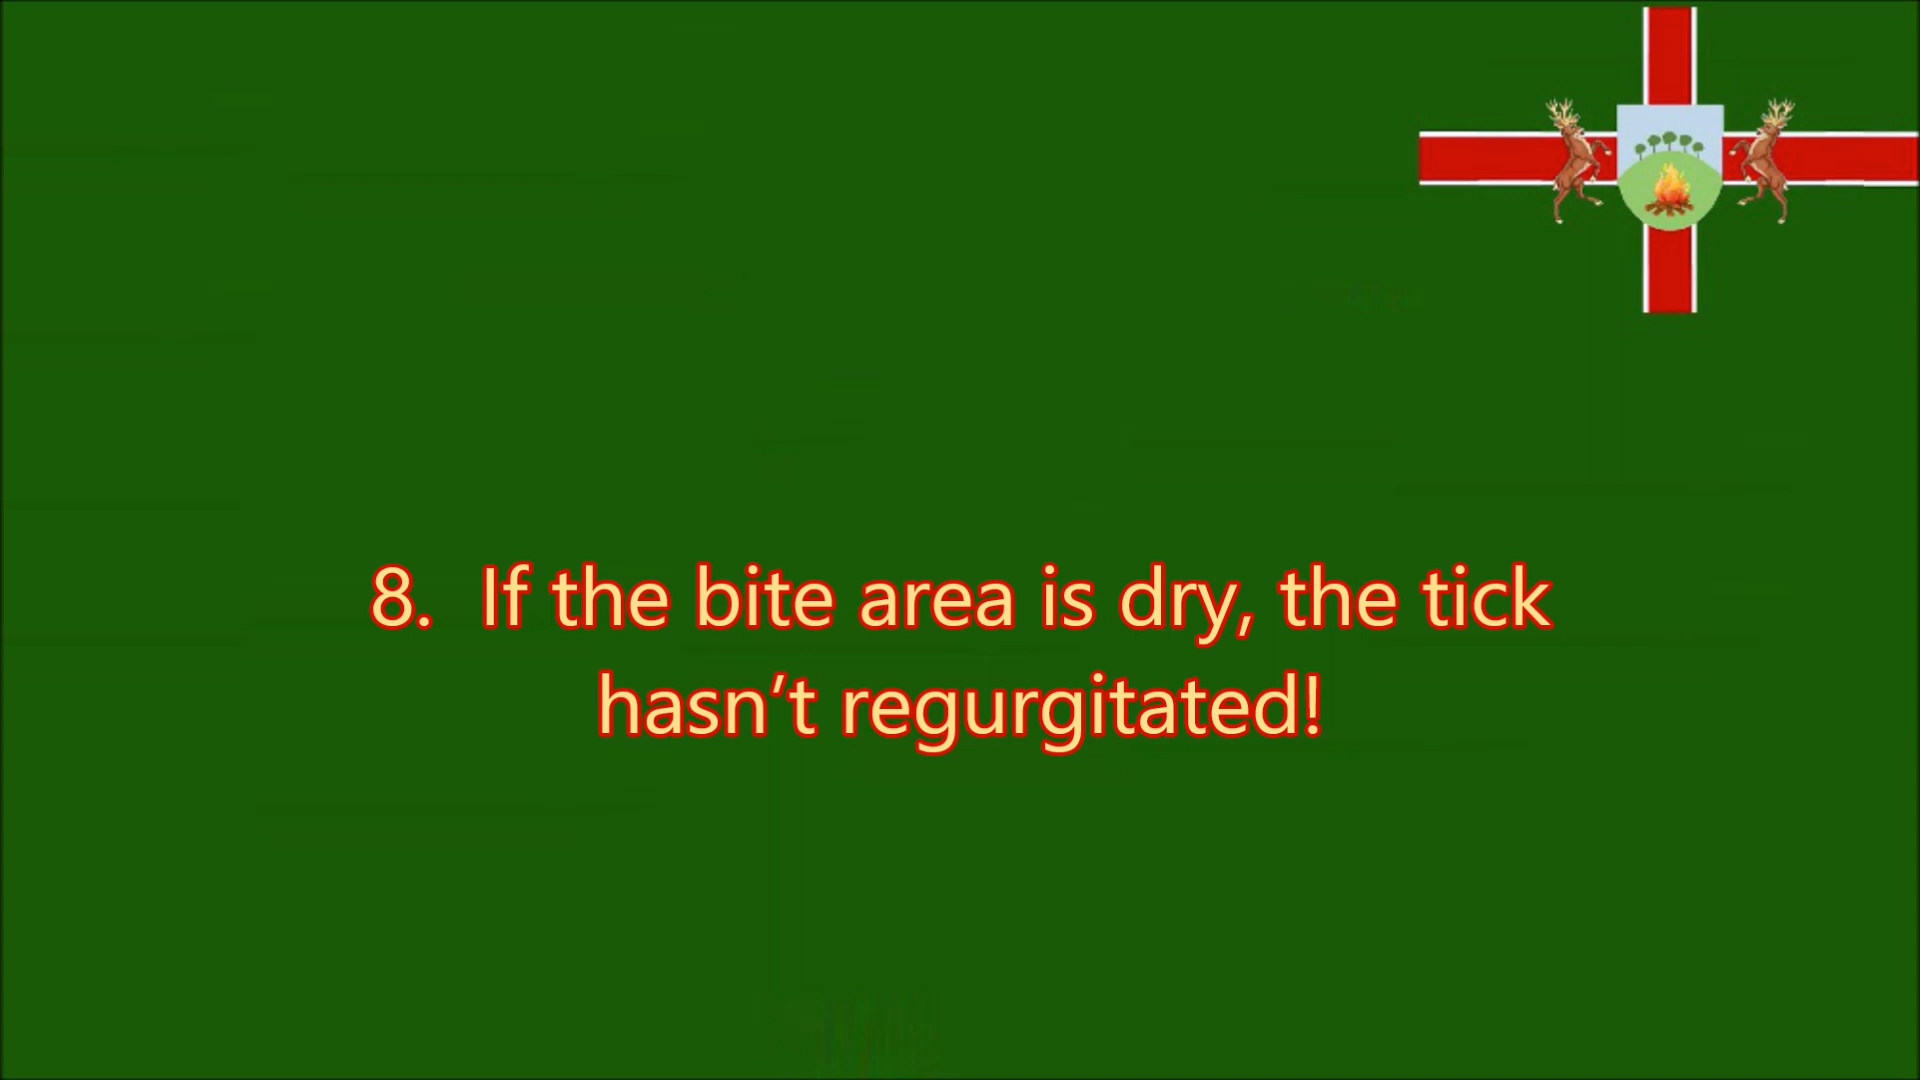 8.  If the bite area is dry, the tick
hasn’t regurgitated!